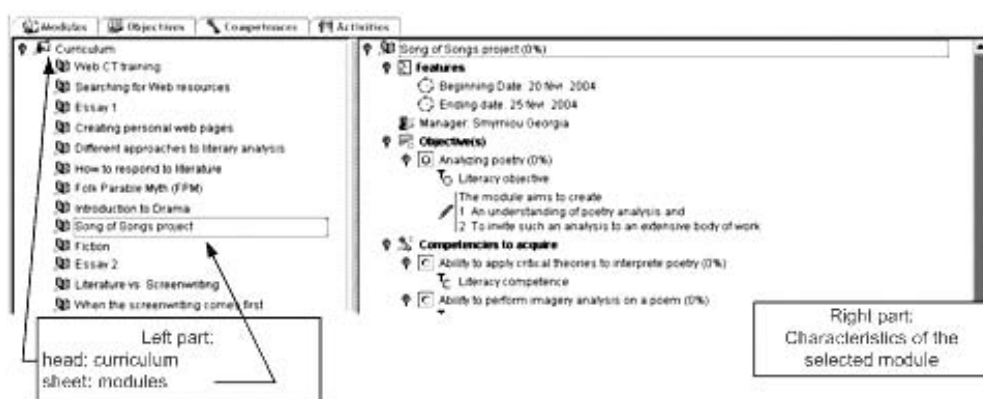 Modules Objectives Competences Activities
Curriculum
Web CT training
Searching for Web resources
Essay 1
Creating personal web pages
Different approaches to literary analysis
How to respond to literature
Folk Parable Myth (FPM)
Introduction to Drama
Song of Songs project
Fiction
Essay 2
Literature vs. Screenwriting
When the screenwriting comes first
Left part:
head: curriculum
sheet: modules
Song of Songs project (0%)
Features
Beginning Date: 20 févr. 2004
Ending date: 25 févr. 2004
Manager: Smyrniou Georgia
Objective(s)
O Analyzing poetry (0%)
To Literacy objective
The module aims to create
1 An understanding of poetry analysis and
2 To invite such an analysis to an extensive body of work
Competencies to acquire
C Ability to apply critical theories to interpret poetry (0%)
Tc Literacy competence
C Ability to perform imagery analysis on a poem (0%)
Right part:
Characteristics of the
selected module